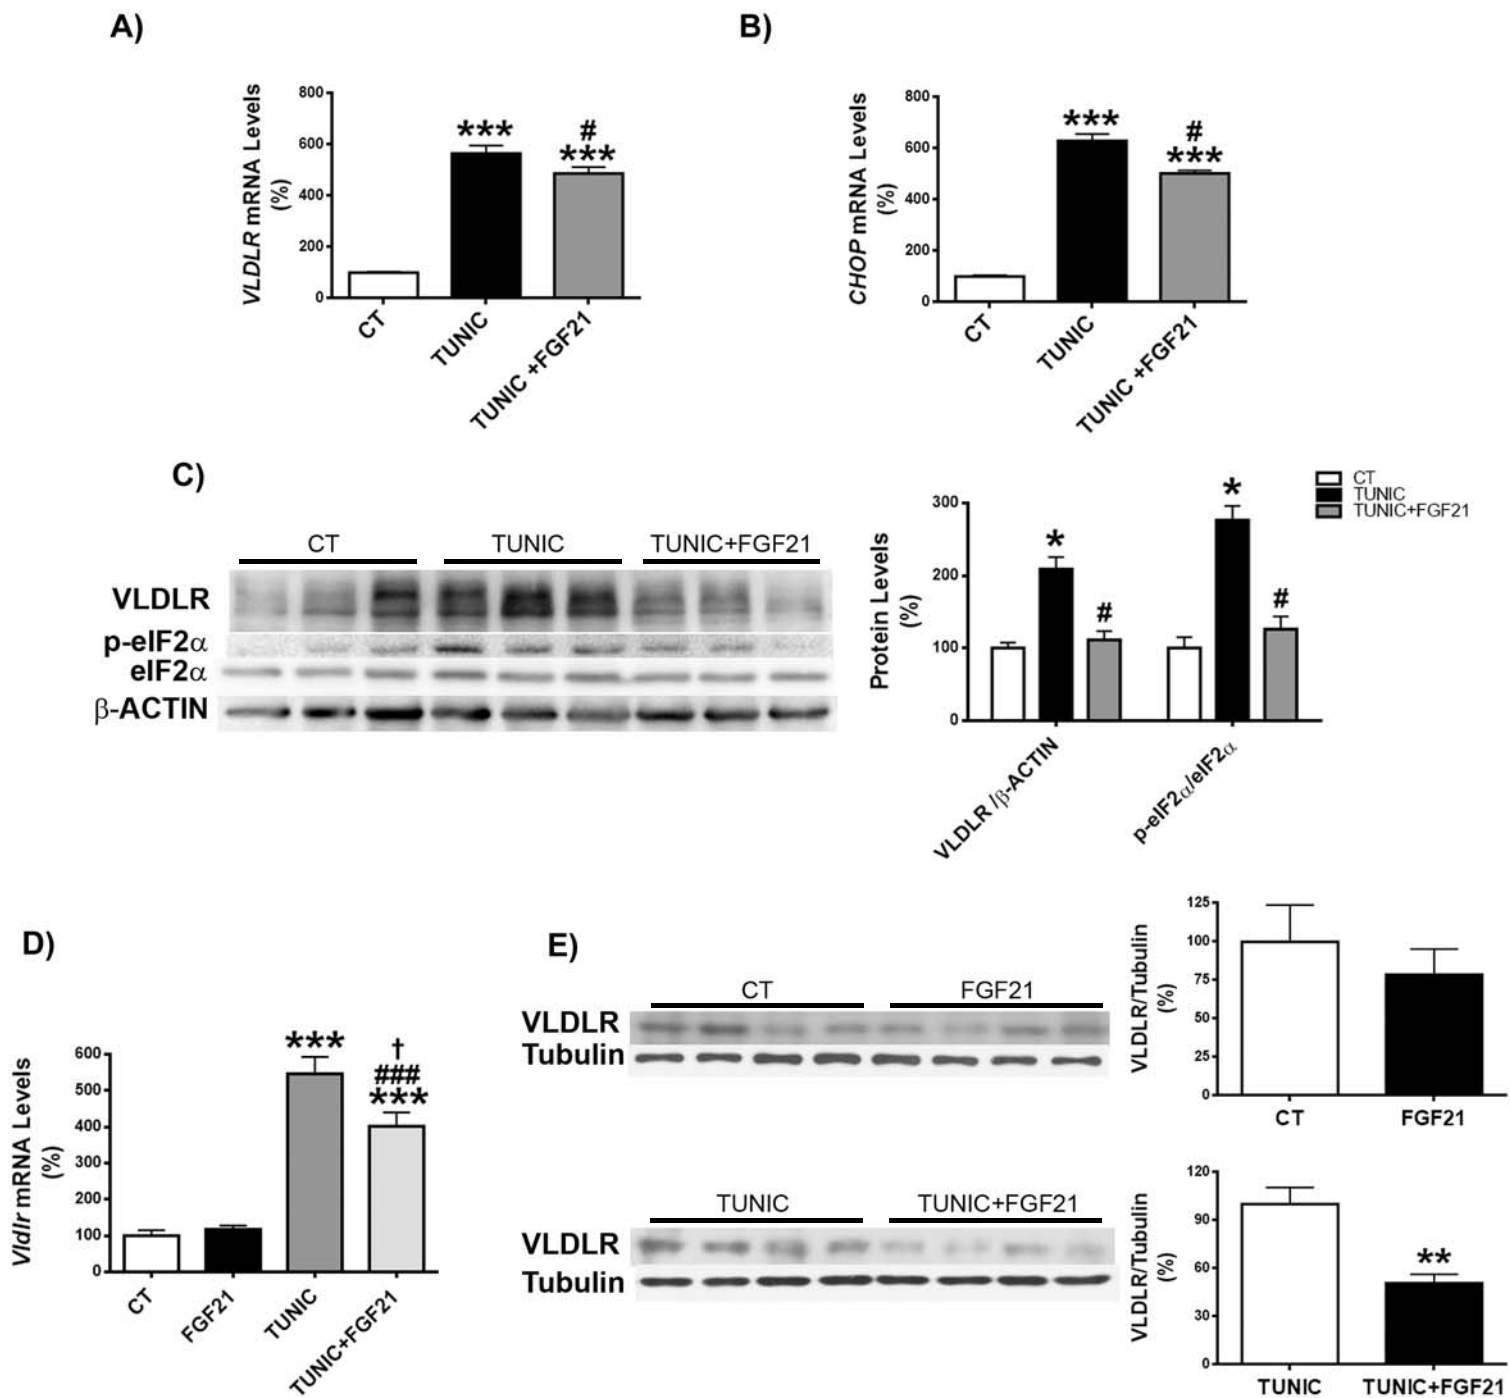 A)
VLDLR mRNA Levels
(%)
800
600
400
200
0
***
#
***
CT
TUNIC
TUNIC +FGF21
B)
CHOP mRNA Levels
(%)
800
600
400
200
0
***
#
***
CT
TUNIC
TUNIC +FGF21
C)
CT
TUNIC
TUNIC+FGF21
VLDLR
p-eIF2α
eIF2α
β-ACTIN
Protein Levels
(%)
300
200
100
0
*
#
*
#
VLDLR /β-ACTIN
p-eIF2α/eIF2α
CT
TUNIC
TUNIC+FGF21
D)
Vldlr mRNA Levels
(%)
600
500
400
300
200
100
0
***
†
###
***
CT
FGF21
TUNIC
TUNIC+FGF21
E)
CT
FGF21
VLDLR
Tubulin
VLDLR/Tubulin
(%)
125
100
75
50
25
0
CT
FGF21
TUNIC
TUNIC+FGF21
VLDLR
Tubulin
VLDLR/Tubulin
(%)
120
90
60
30
0
**
TUNIC
TUNIC+FGF21